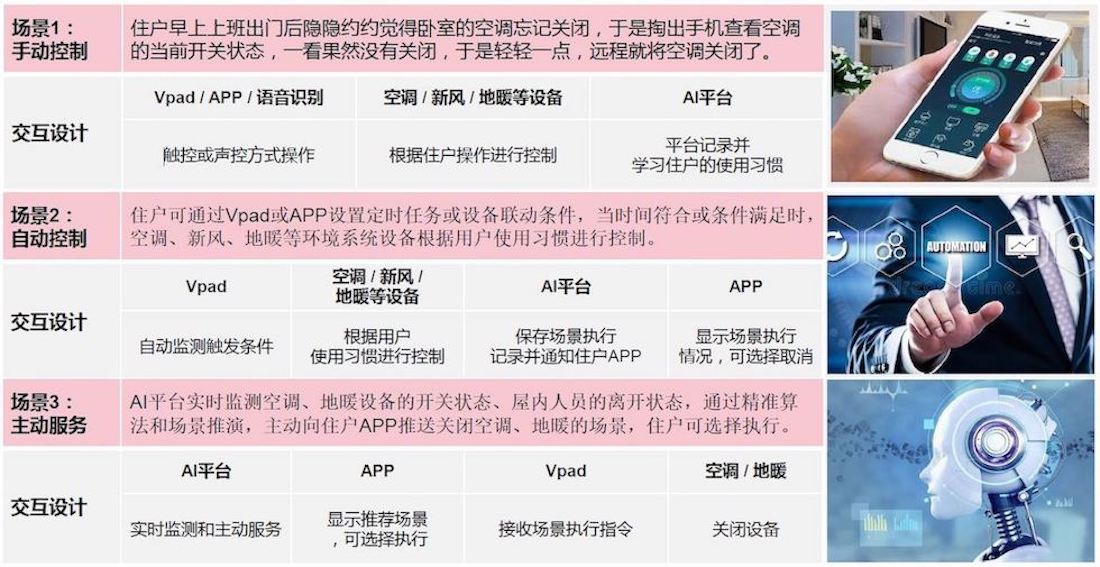 场景1：
手动控制
住户早上上班出门后隐隐约约觉得卧室的空调忘记关闭，于是掏出手机查看空调
的当前开关状态，一看果然没有关闭，于是轻轻一点，远程就将空调关闭了。
交互设计
Vpad / APP / 语音识别
空调 / 新风 / 地暖等设备
AI平台
触控或声控方式操作
根据住户操作进行控制
平台记录并
学习住户的使用习惯
场景2：
自动控制
住户可通过Vpad或APP设置定时任务或设备联动条件，当时间符合或条件满足时，
空调、新风、地暖等环境系统设备根据用户使用习惯进行控制。
AUTOMATION
交互设计
Vpad
空调 / 新风 /
地暖等设备
AI平台
APP
自动监测触发条件
根据用户
使用习惯进行控制
保存场景执行
记录并通知住户APP
显示场景执行
情况，可选择取消
场景3：
主动服务
AI平台实时监测空调、地暖设备的开关状态、屋内人员的离开状态，通过精准算
法和场景推演，主动向住户APP推送关闭空调、地暖的场景，住户可选择执行。
交互设计
AI平台
APP
Vpad
空调 / 地暖
实时监测和主动服务
显示推荐场景
，可选择执行
接收场景执行指令
关闭设备